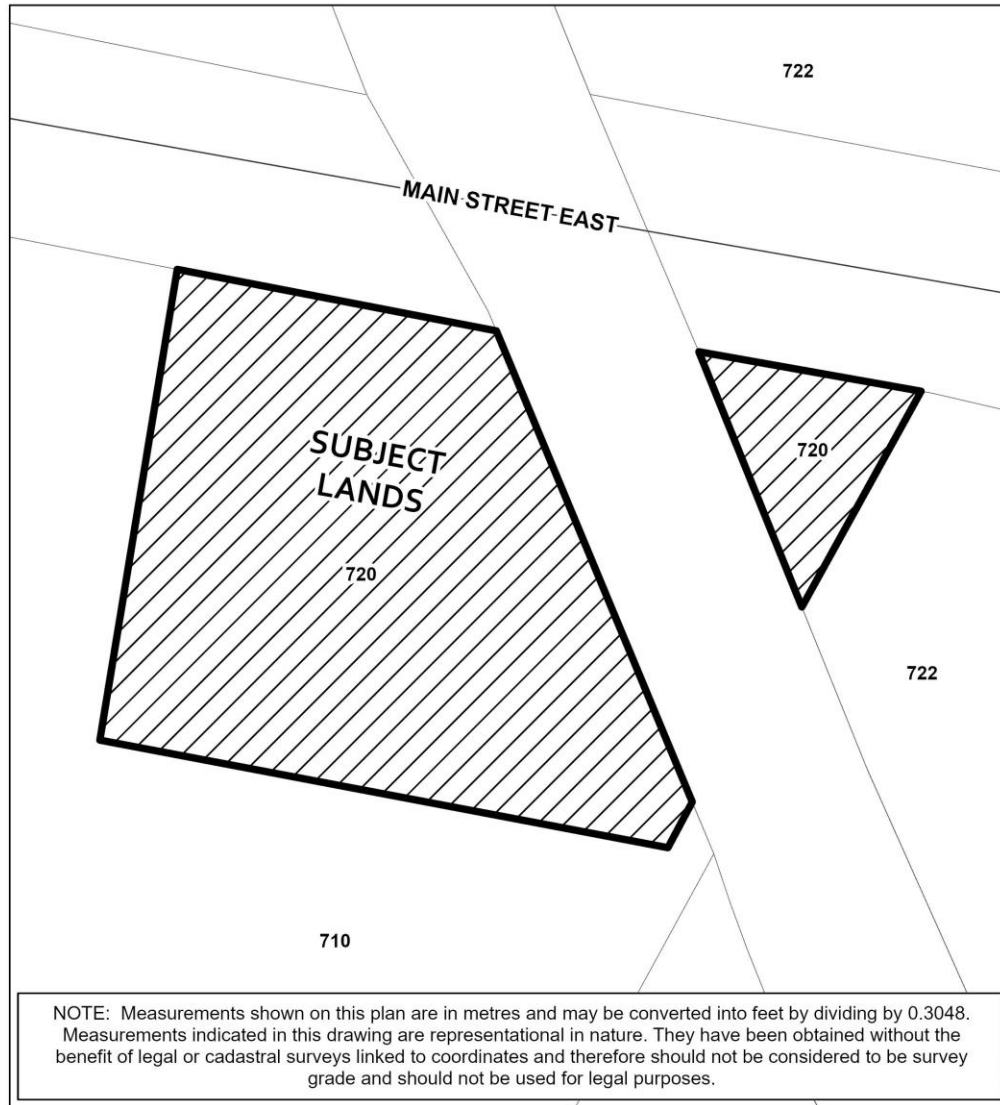 722
MAIN STREET EAST
SUBJECT
LANDS
720
720
722
710
NOTE: Measurements shown on this plan are in metres and may be converted into feet by dividing by 0.3048.
Measurements indicated in this drawing are representational in nature. They have been obtained without the
benefit of legal or cadastral surveys linked to coordinates and therefore should not be considered to be survey
grade and should not be used for legal purposes.